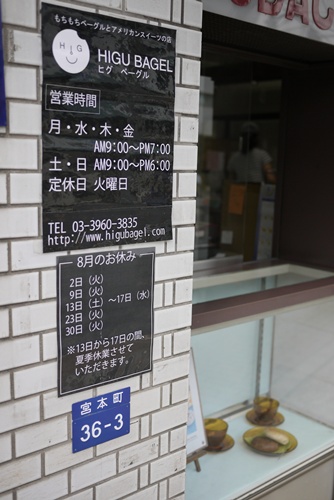 もちもちベーグルとアメリカンスイーツの店
HIG
HIGU BAGEL
ヒグ ベーグル
営業時間
月・水・木・金
AM9:00〜PM7:00
土・日 AM9:00〜PM6:00
定休日 火曜日
TEL 03-3960-3835
http://www.higubagel.com
8月のお休み
2日(火)
9日(火)
13日(土) 〜17日(水)
23日(火)
30日(火)
※13日から17日の間、
夏季休業させて
いただきます。
宮本町
36-3